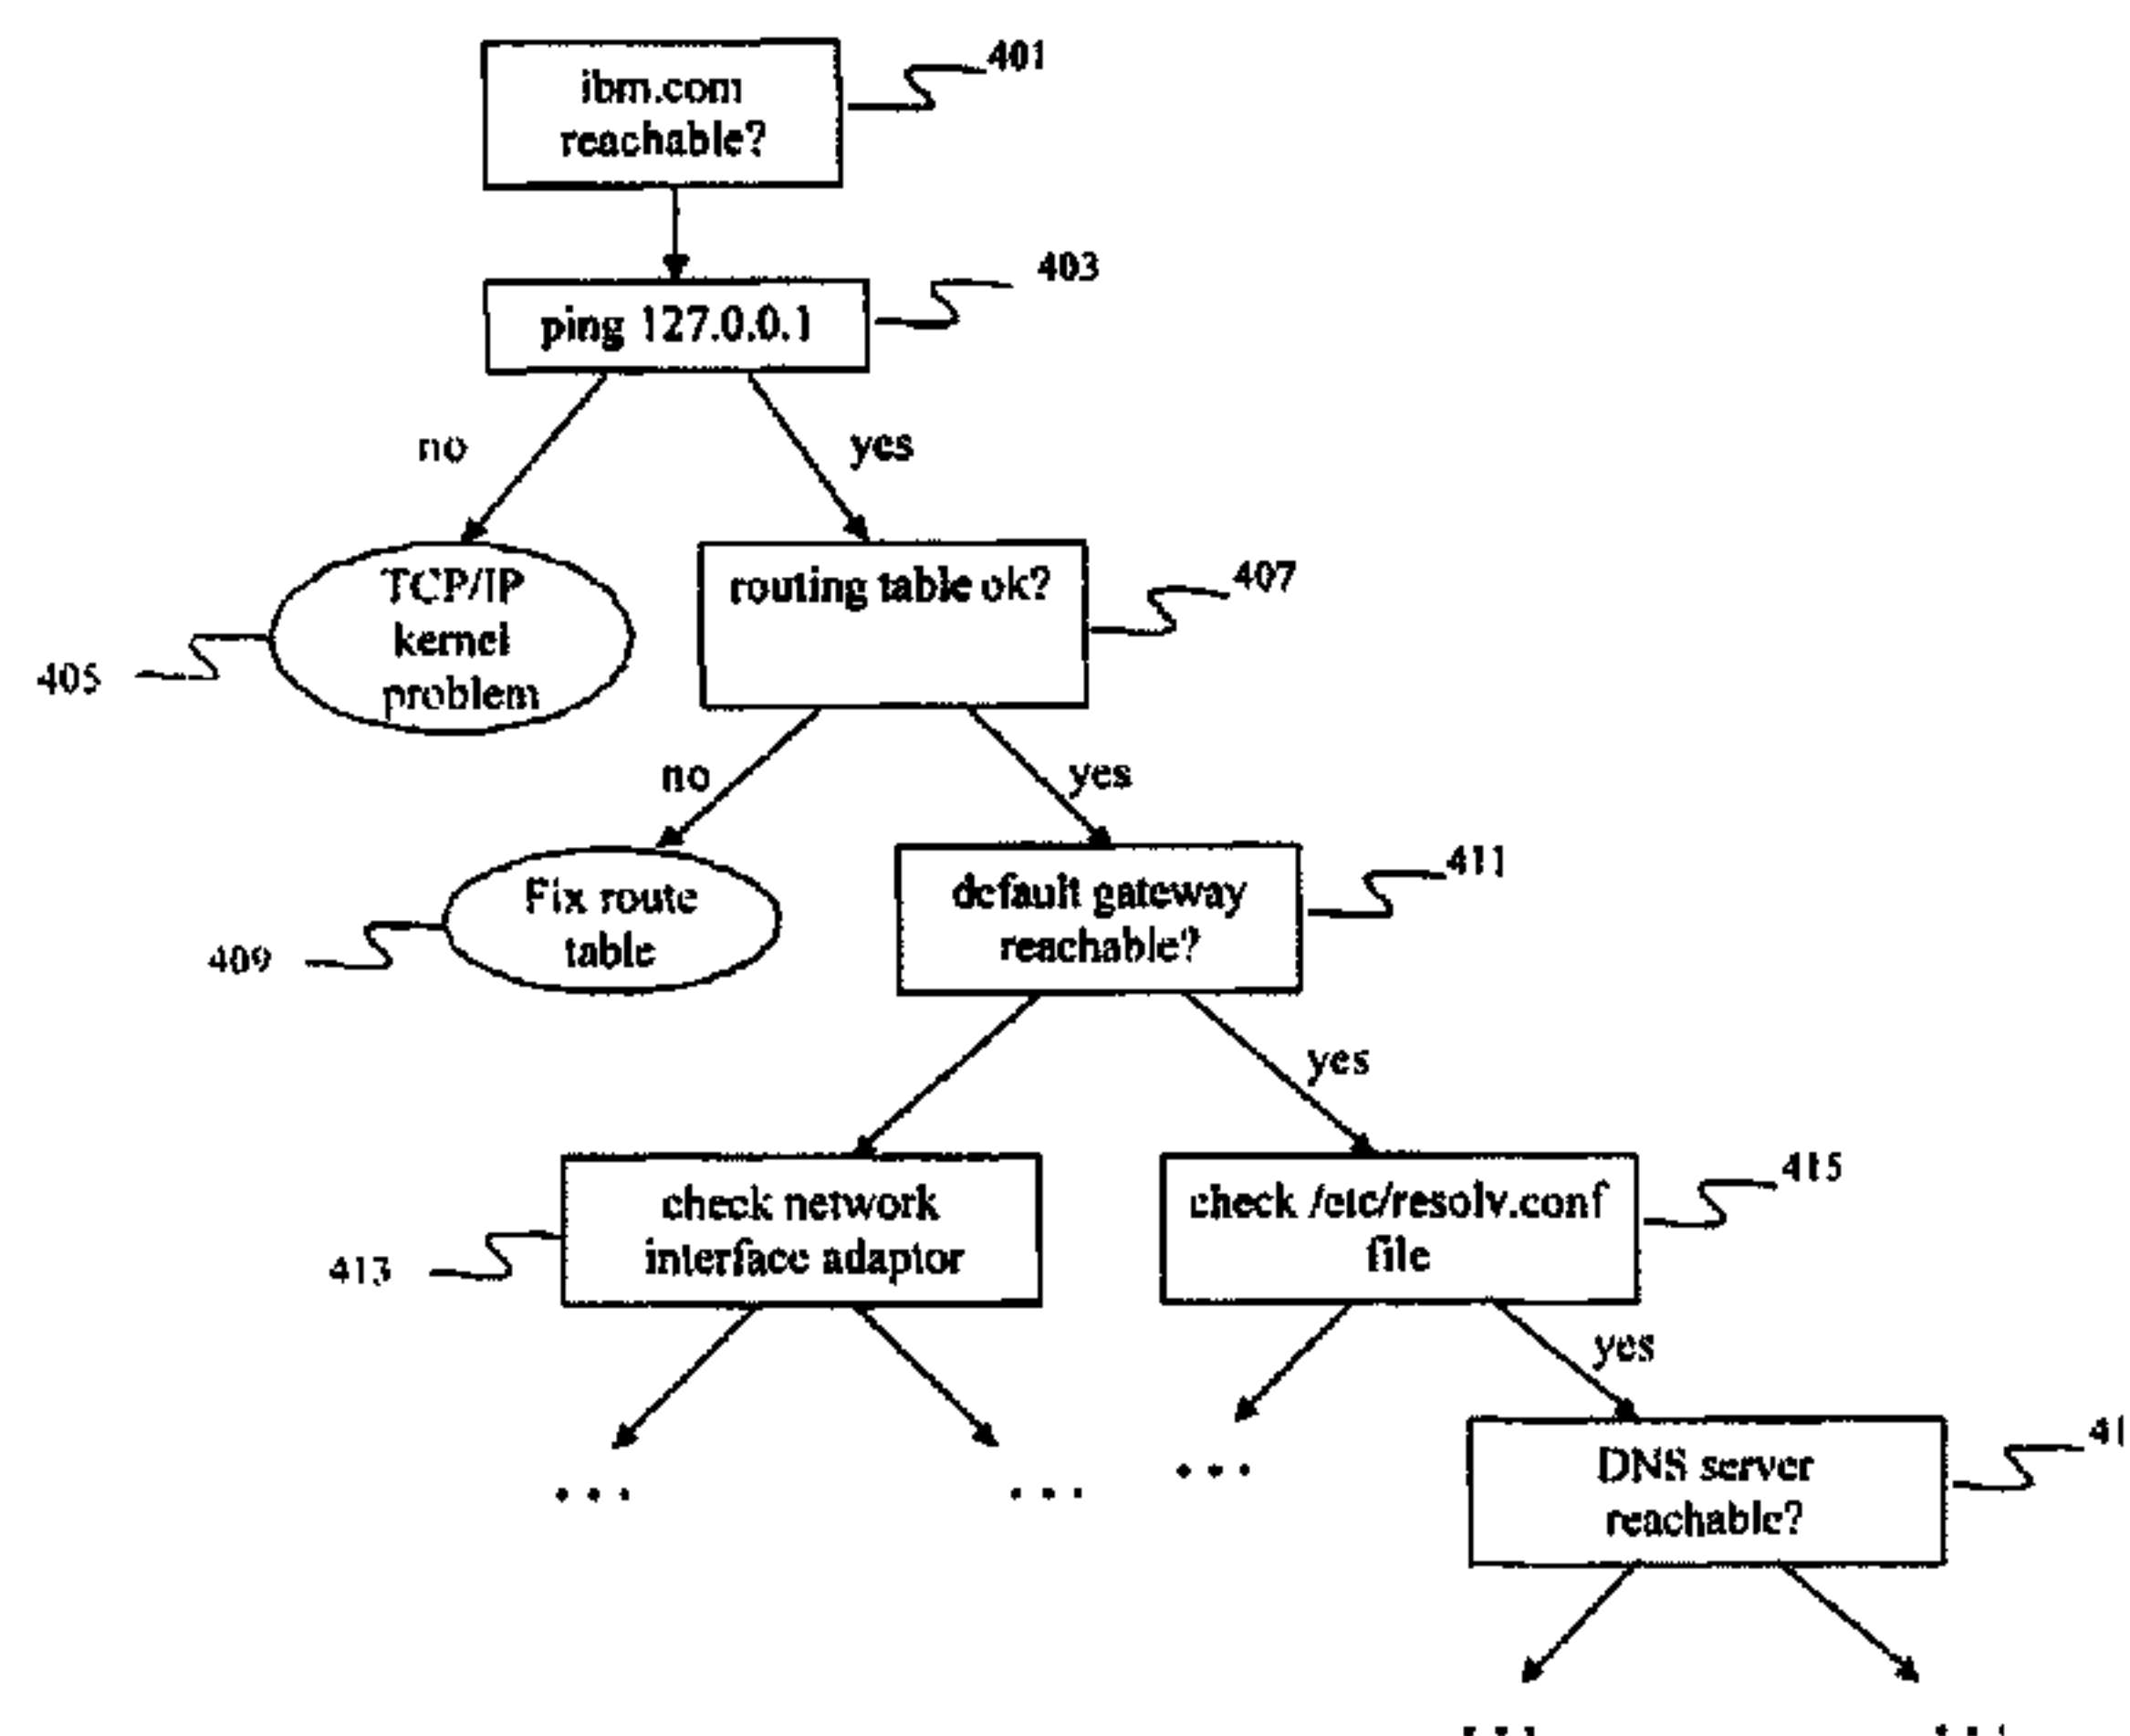 ibm.com
reachable?
401
ping 127.0.0.1
403
no
yes
TCP/IP
kernel
problem
405
routing table ok?
407
no
yes
Fix route
table
409
default gateway
reachable?
411
yes
check network
interface adaptor
413
check /etc/resolv.conf
file
415
yes
. . .
. . .
. . .
DNS server
reachable?
41
. . .
. . .